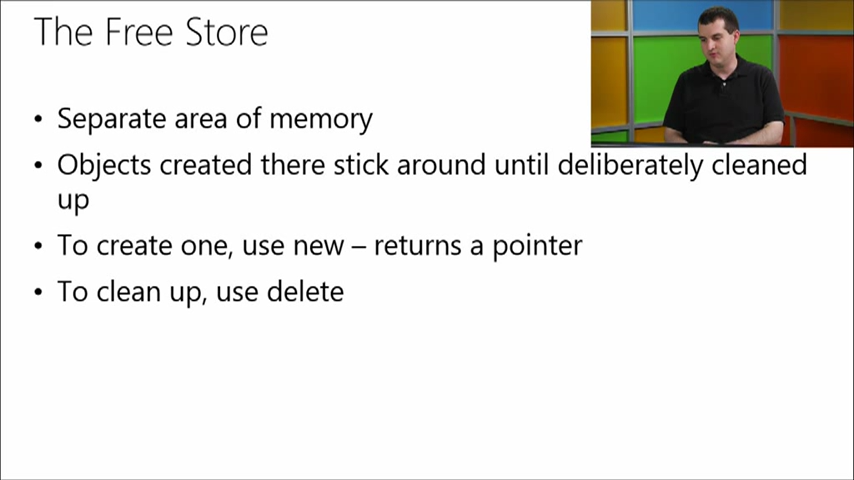 The Free Store
• Separate area of memory
• Objects created there stick around until deliberately cleaned
up
• To create one, use new – returns a pointer
• To clean up, use delete